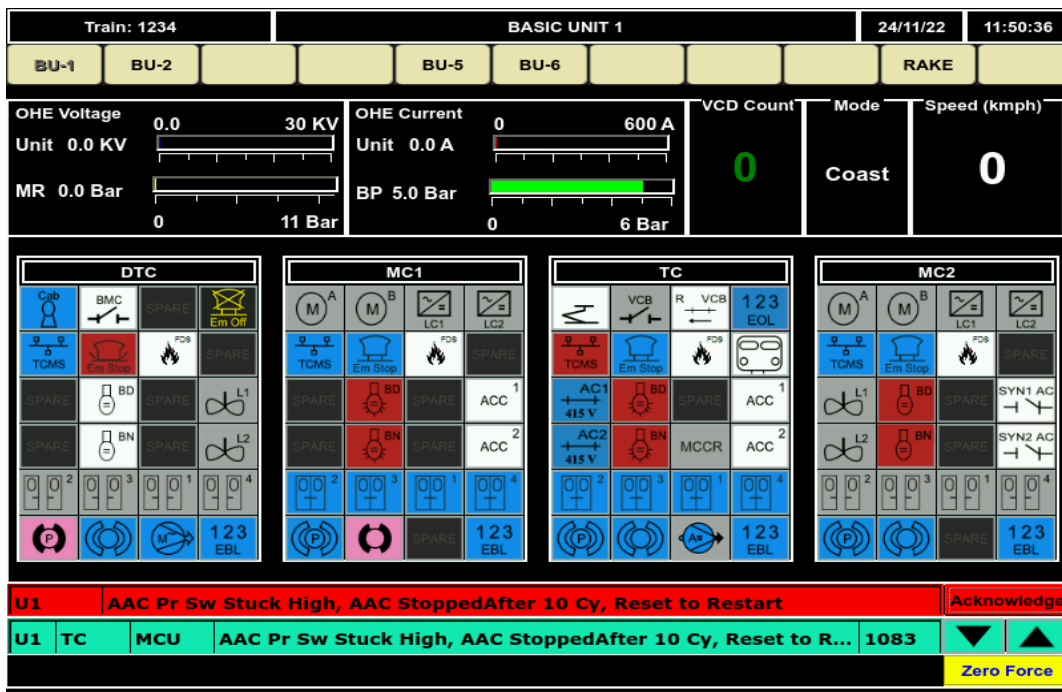 Train: 1234 BASIC UNIT 1 24/11/22 11:50:36
BU-1 BU-2 BU-5 BU-6 RAKE
OHE Voltage 0.0 30 KV OHE Current 0 600 A VCD Count Mode Speed (kmph)
Unit 0.0 KV Unit 0.0 A 0 Coast 0
MR 0.0 Bar BP 5.0 Bar
0 11 Bar 0 6 Bar
DTC MC1 TC MC2
Cab BMC SPARE Em Off M A M B LC1 LC2 VCB R VCB 123 EOL M A M B LC1 LC2
TCMS Em Stop FDS SPARE TCMS Em Stop FDS SPARE TCMS Em Stop FDS TCMS Em Stop FDS SPARE
SPARE BD SPARE L1 SPARE BD SPARE ACC 1 AC1 415 V BD SPARE ACC 1 L1 BD SPARE SYN1 AC
SPARE BN SPARE L2 SPARE BN SPARE ACC 2 AC2 415 V BN MCCR ACC 2 L2 BN SPARE SYN2 AC
2 3 1 4 2 3 1 4 2 3 1 4 2 3 1 4
P M 123 EBL P SPARE 123 EBL P A= 123 EBL P SPARE 123 EBL
U1 AAC Pr Sw Stuck High, AAC StoppedAfter 10 Cy, Reset to Restart Acknowledge
U1 TC MCU AAC Pr Sw Stuck High, AAC StoppedAfter 10 Cy, Reset to R... 1083
Zero Force